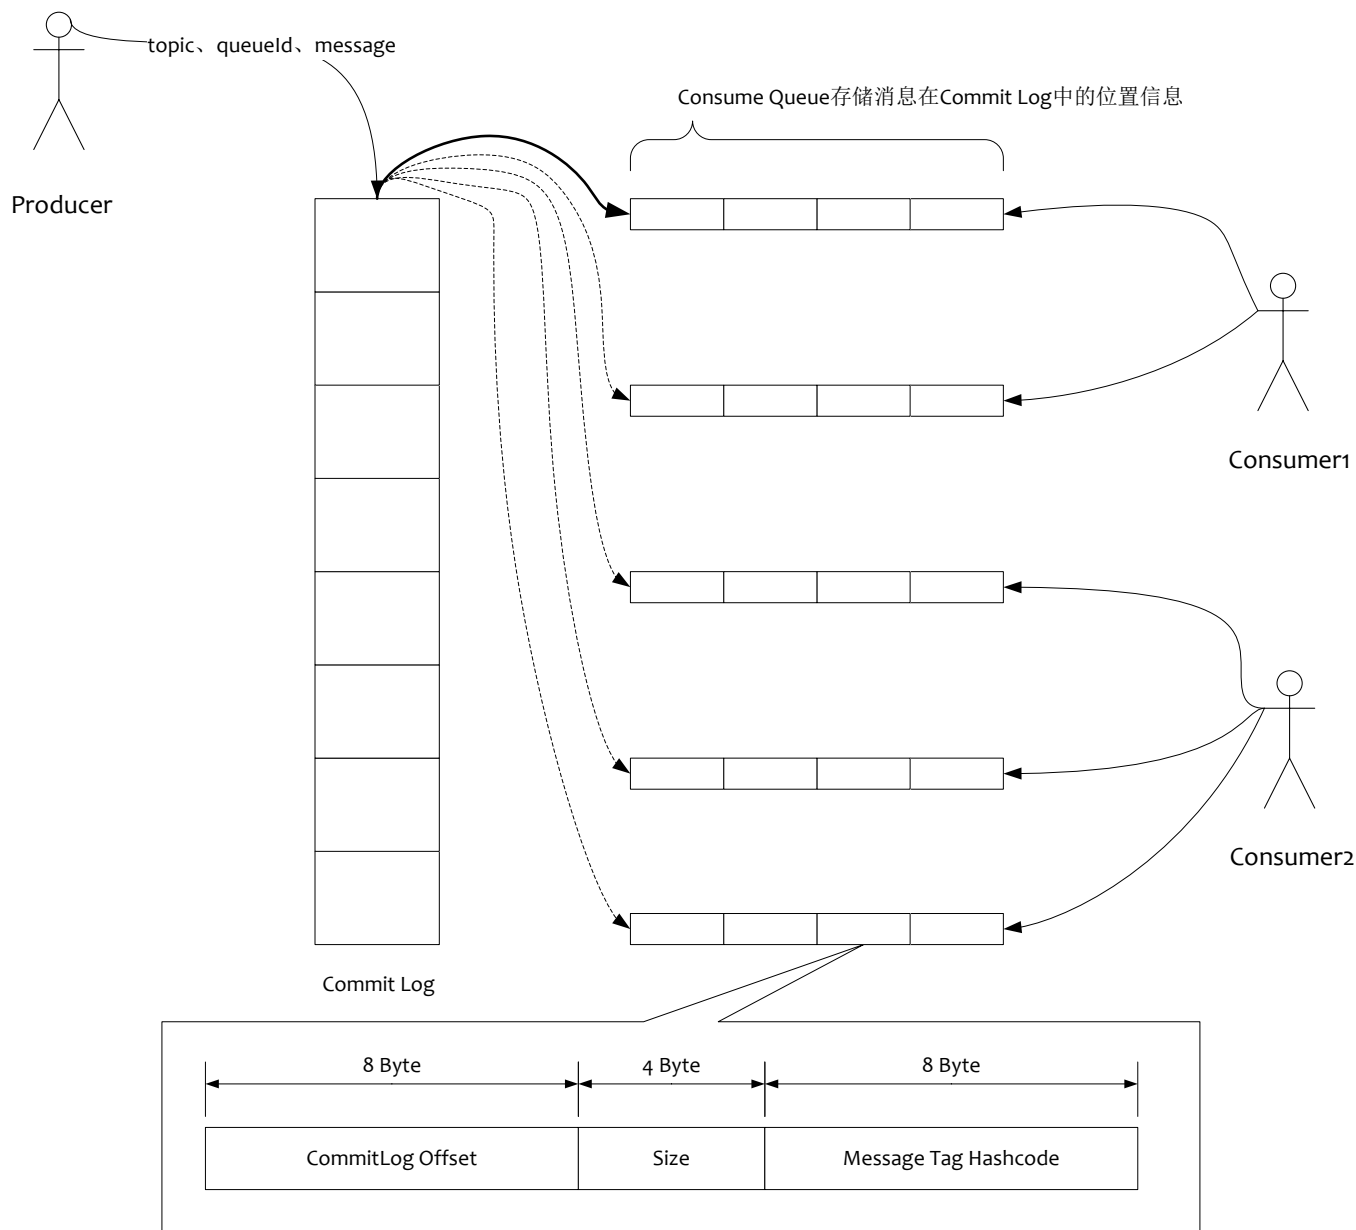 topic、queueId、message
Consume Queue存储消息在Commit Log中的位置信息
Producer
Consumer1
Consumer2
Commit Log
8 Byte
4 Byte
8 Byte
CommitLog Offset
Size
Message Tag Hashcode